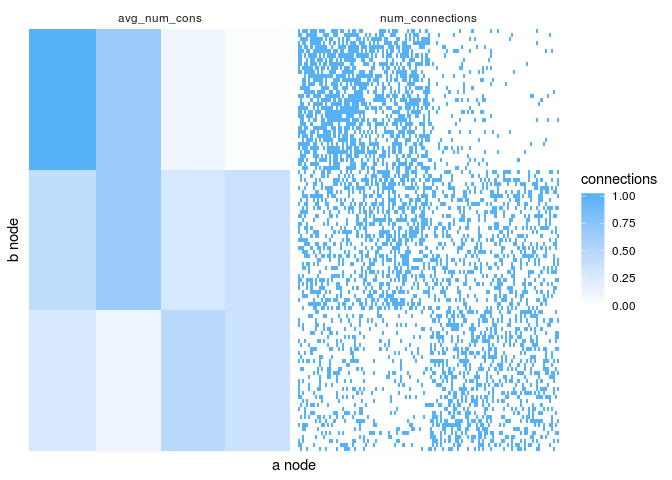 avg_num_cons
num_connections
b node
a node
connections
1.00
0.75
0.50
0.25
0.00